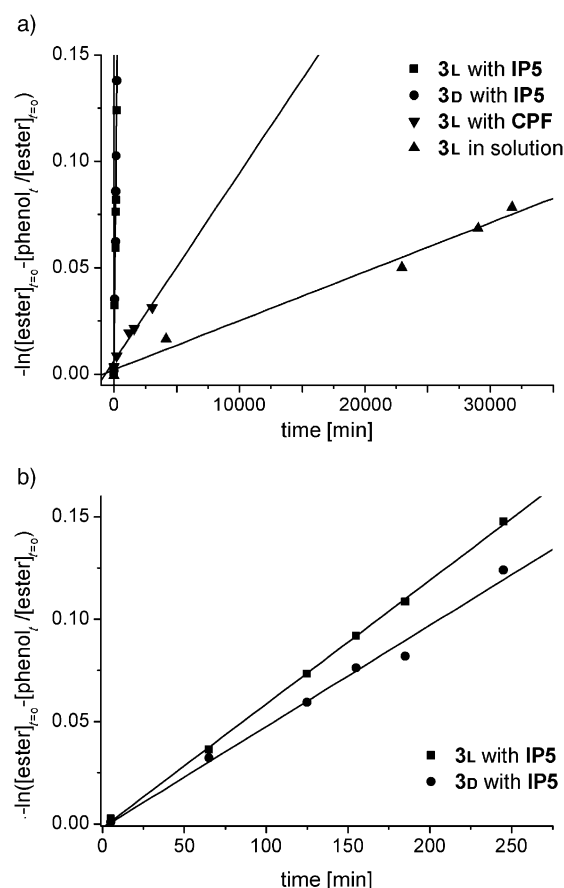 a)
0.15
0.10
0.05
0.00
-ln([ester]t=0-[phenol]t/[ester]t=0)
3L with IP5
3D with IP5
3L with CPF
3L in solution
0 10000 20000 30000
time [min]
b)
0.15
0.10
0.05
0.00
-ln([ester]t=0-[phenol]t/[ester]t=0)
3L with IP5
3D with IP5
0 50 100 150 200 250
time [min]